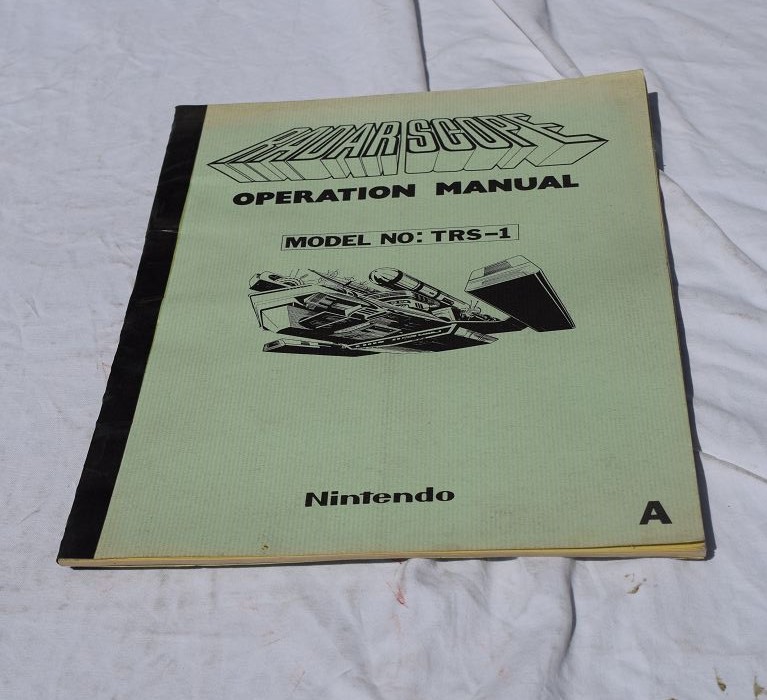 RADAR SCOPE
OPERATION MANUAL
MODEL NO: TRS-1
Nintendo
A